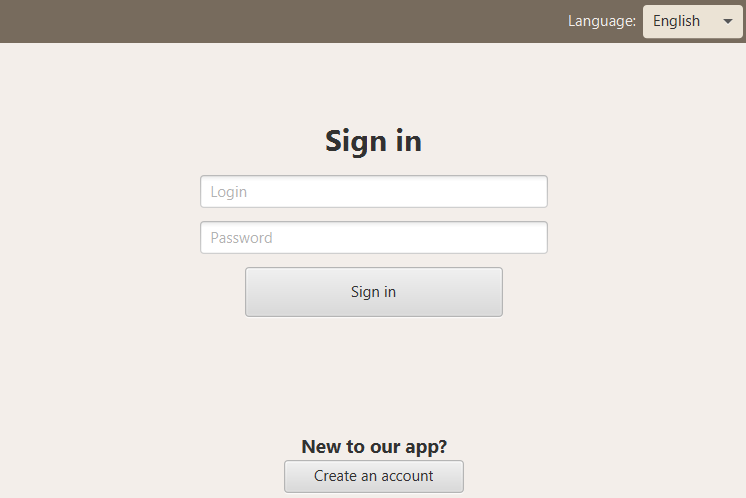 Language: English
Sign in
Login
Password
Sign in
New to our app?
Create an account